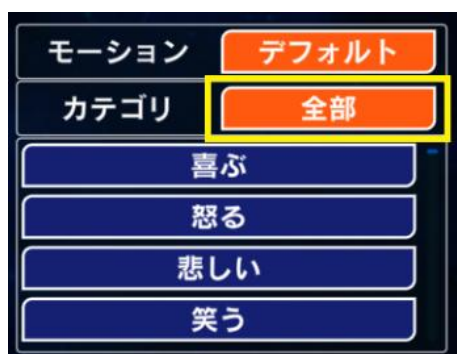 モーション デフォルト
カテゴリ 全部
喜ぶ
怒る
悲しい
笑う